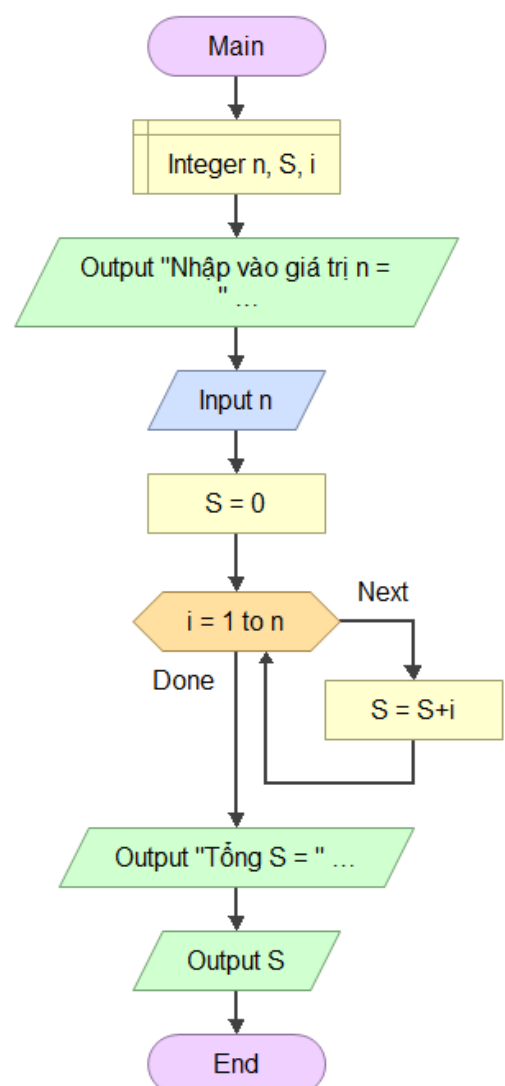 Main
Integer n, S, i
Output "Nhập vào giá trị n =
" ...
Input n
S = 0
i = 1 to n
Next
Done
S = S+i
Output "Tổng S = " ...
Output S
End